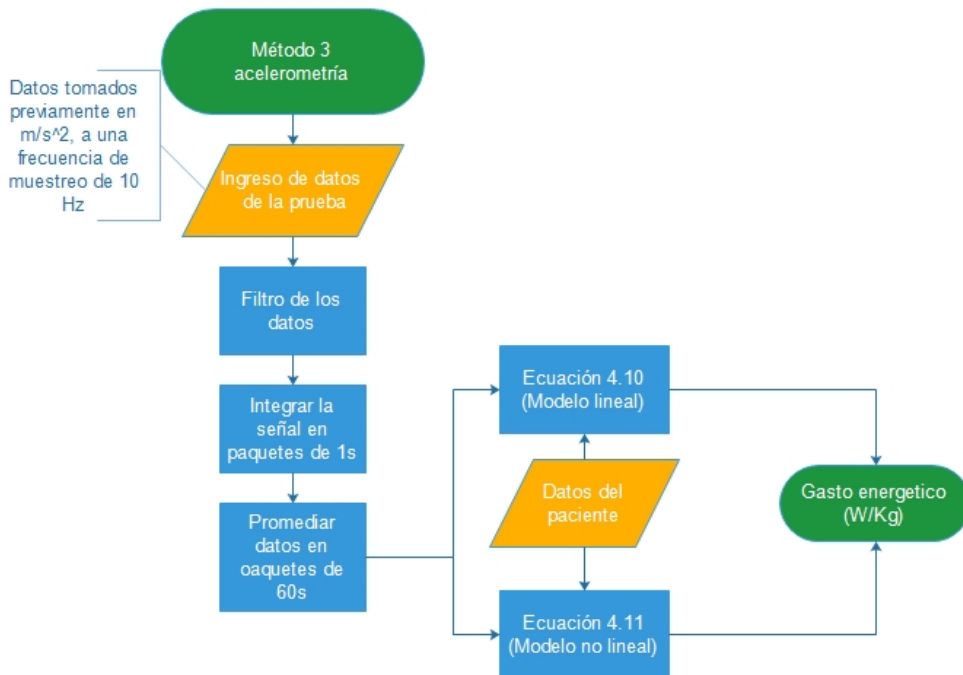 Método 3
acelerometría
Datos tomados
previamente en
m/s^2, a una
frecuencia de
muestreo de 10
Hz
Ingreso de datos
de la prueba
Filtro de los
datos
Integrar la
señal en
paquetes de 1s
Promediar
datos en
oaquetes de
60s
Ecuación 4.10
(Modelo lineal)
Datos del
paciente
Ecuación 4.11
(Modelo no lineal)
Gasto energetico
(W/Kg)